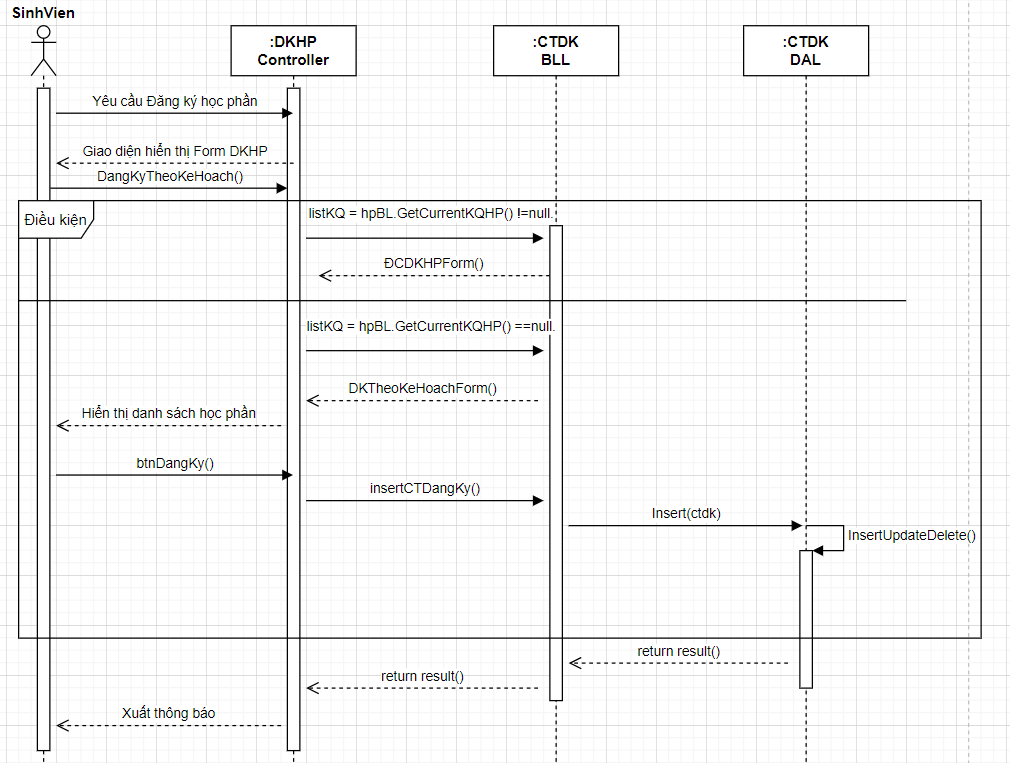 SinhVien
:DKHP
Controller
:CTDK
BLL
:CTDK
DAL
Yêu cầu Đăng ký học phần
Giao diện hiển thị Form DKHP
DangKyTheoKeHoach()
Điều kiện
listKQ = hpBL.GetCurrentKQHP() !=null.
ĐCDKHPForm()
listKQ = hpBL.GetCurrentKQHP() ==null.
DKTheoKeHoachForm()
Hiển thị danh sách học phần
btnDangKy()
insertCTDangKy()
Insert(ctdk)
InsertUpdateDelete()
return result()
return result()
Xuất thông báo